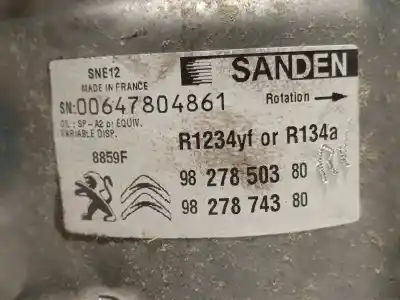 SNE12
MADE IN FRANCE
SANDEN
SN:00647804861
Rotation
OIL: SP-A2 or EQUIV.
VARIABLE DISP.
R1234yf or R134a
8859F
98 278 503 80
98 278 743 80